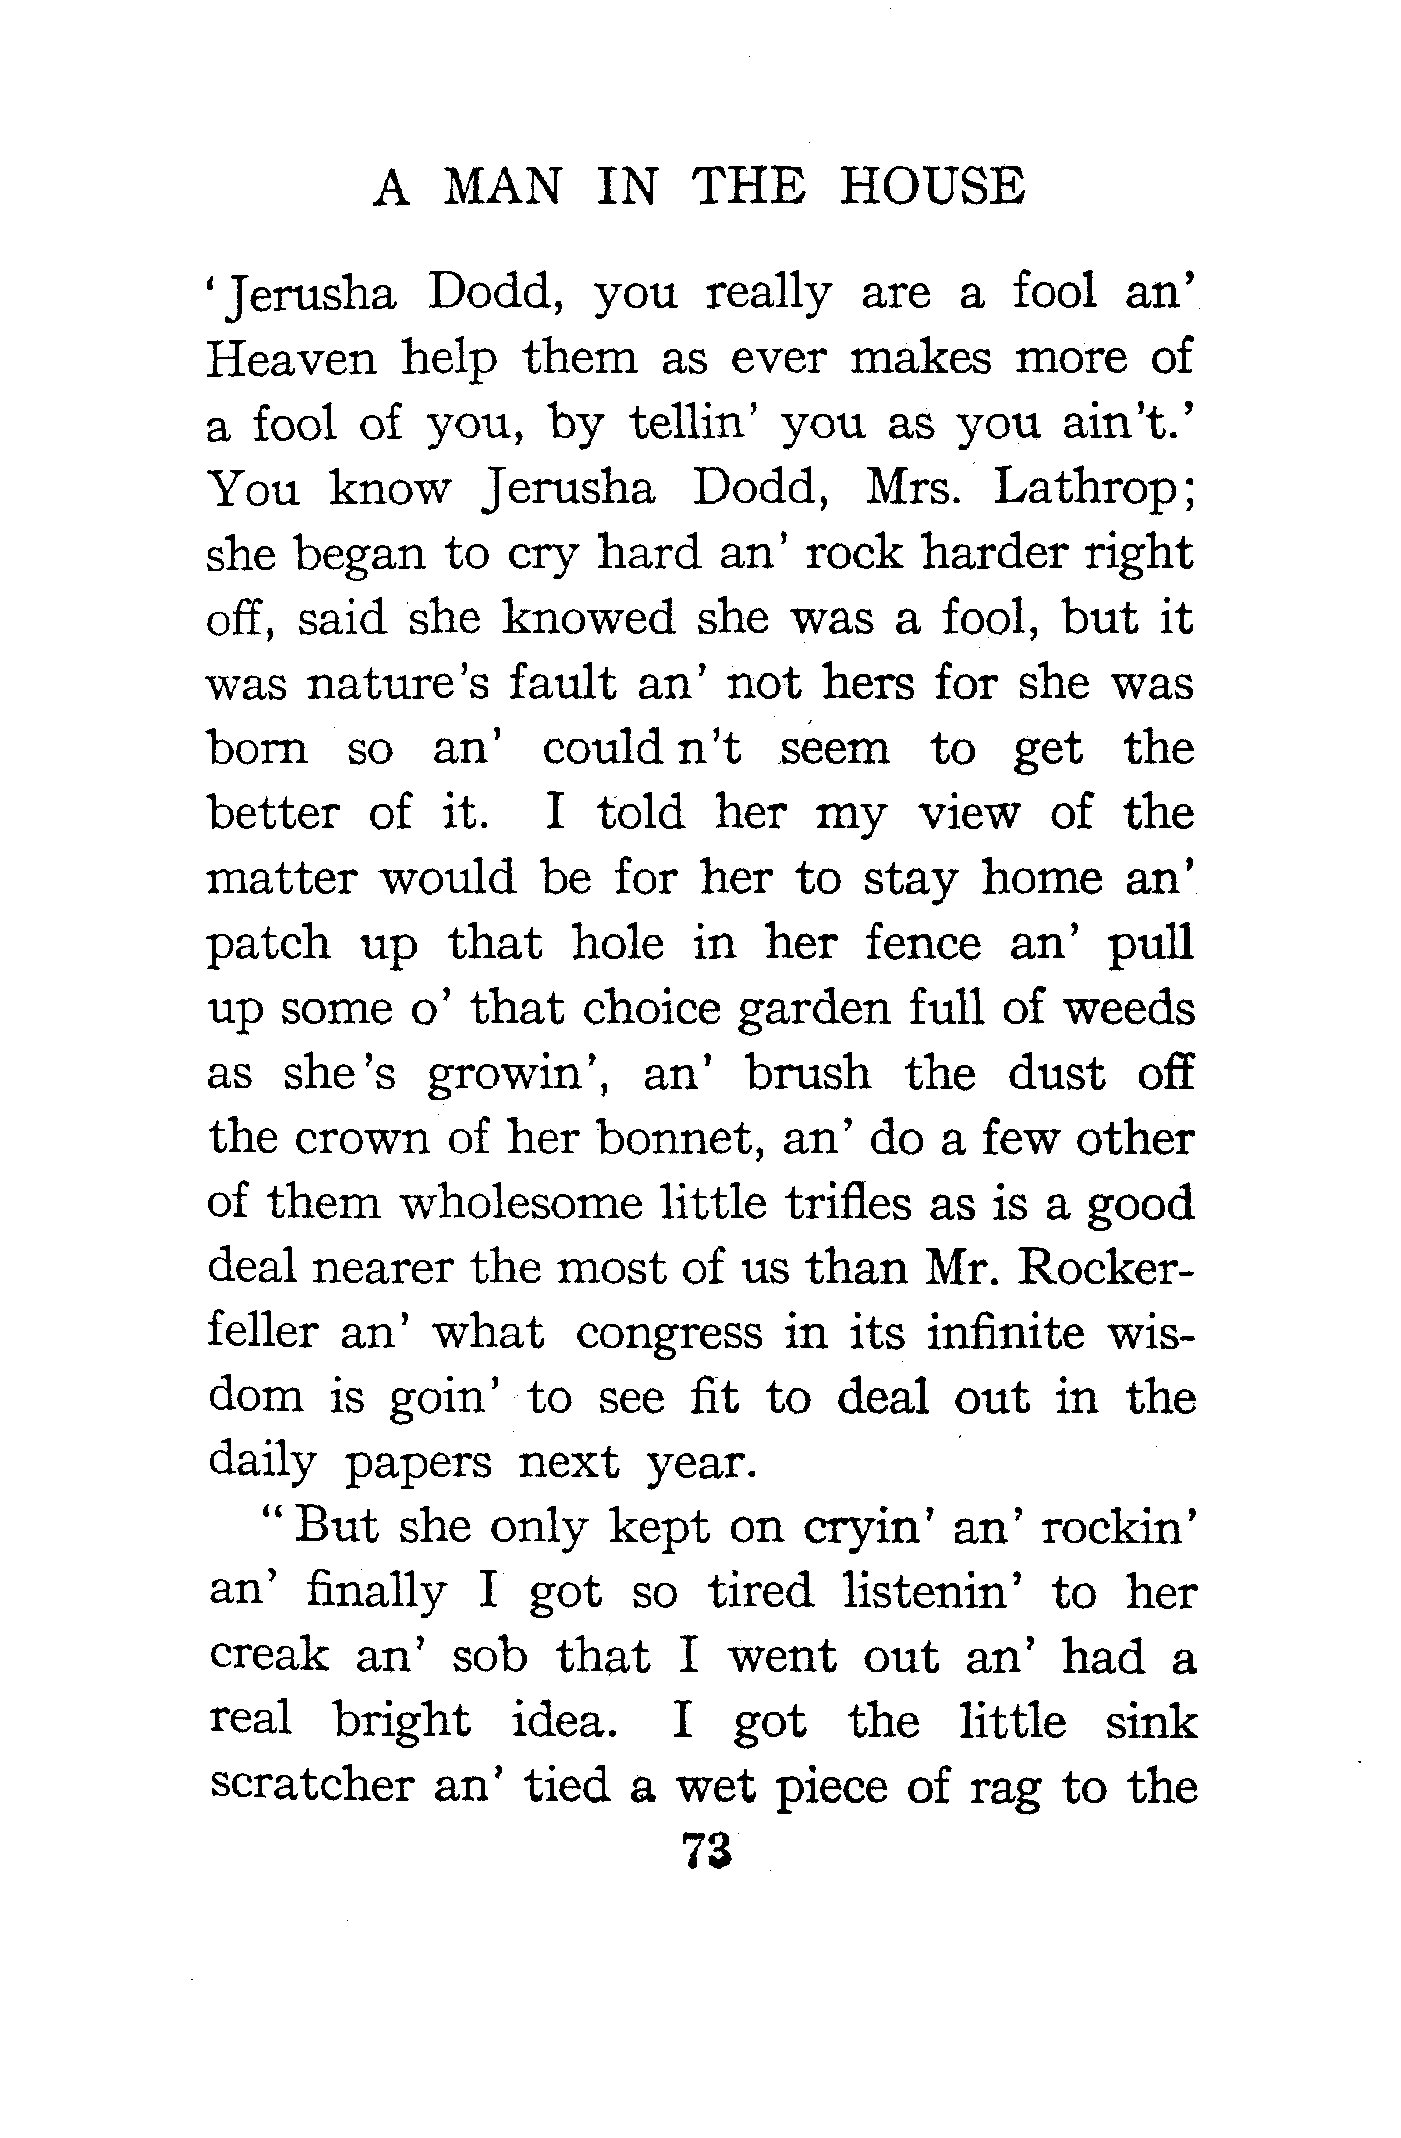 A MAN IN THE HOUSE
‘Jerusha Dodd, you really are a fool an’
Heaven help them as ever makes more of
a fool of you, by tellin’ you as you ain’t.’
You know Jerusha Dodd, Mrs. Lathrop;
she began to cry hard an’ rock harder right
off, said she knowed she was a fool, but it
was nature’s fault an’ not hers for she was
born so an’ could n’t seem to get the
better of it. I told her my view of the
matter would be for her to stay home an’
patch up that hole in her fence an’ pull
up some o’ that choice garden full of weeds
as she ’s growin’, an’ brush the dust off
the crown of her bonnet, an’ do a few other
of them wholesome little trifles as is a good
deal nearer the most of us than Mr. Rocker-
feller an’ what congress in its infinite wis-
dom is goin’ to see fit to deal out in the
daily papers next year.
“But she only kept on cryin’ an’ rockin’
an’ finally I got so tired listenin’ to her
creak an’ sob that I went out an’ had a
real bright idea. I got the little sink
scratcher an’ tied a wet piece of rag to the
73